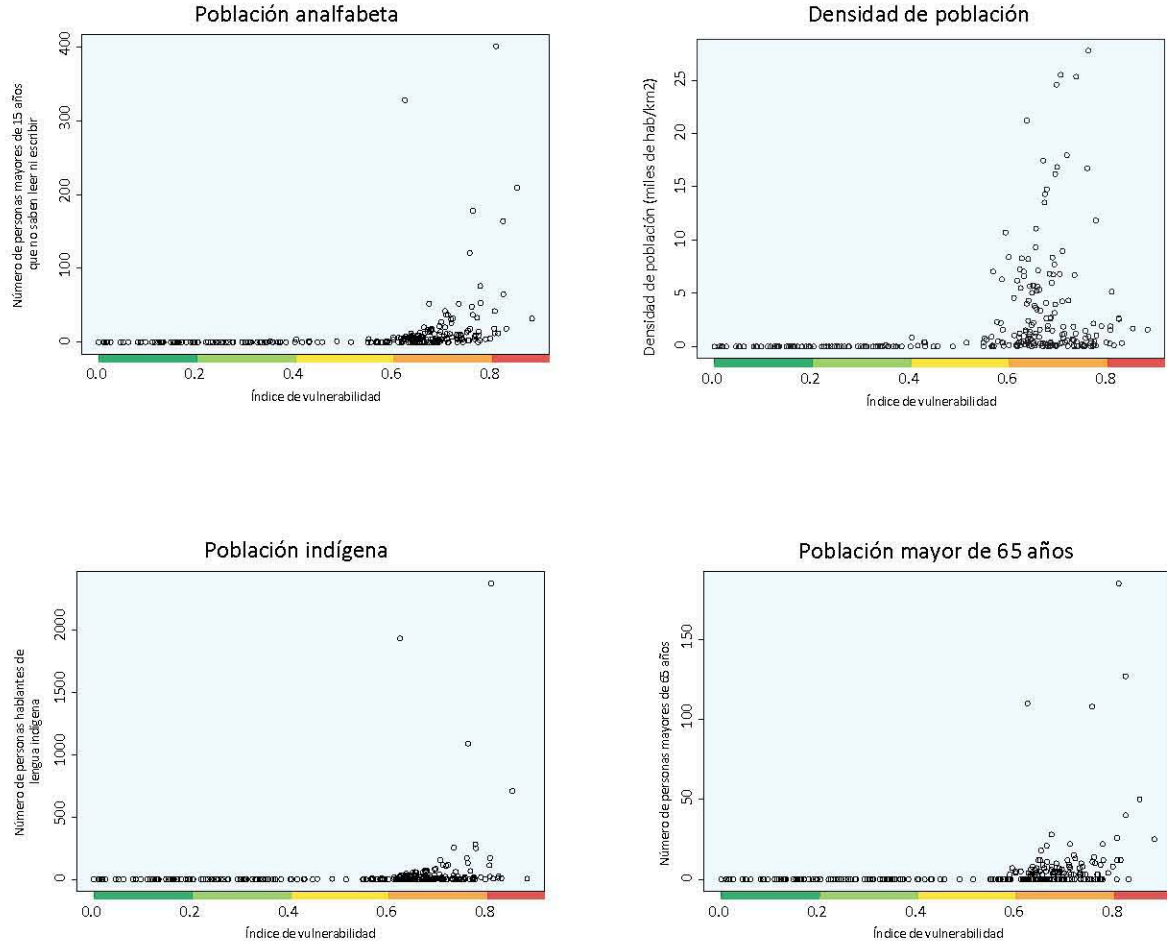 Población analfabeta
Número de personas mayores de 15 años
que no saben leer ni escribir
400
300
200
100
0
0.0 0.2 0.4 0.6 0.8
Índice de vulnerabilidad
Densidad de población
Densidad de población (miles de hab/km2)
25
20
15
10
5
0
0.0 0.2 0.4 0.6 0.8
Índice de vulnerabilidad
Población indígena
Número de personas hablantes de
lengua indígena
2000
1500
1000
500
0
0.0 0.2 0.4 0.6 0.8
Índice de vulnerabilidad
Población mayor de 65 años
Número de personas mayores de 65 años
150
100
50
0
0.0 0.2 0.4 0.6 0.8
Índice de vulnerabilidad